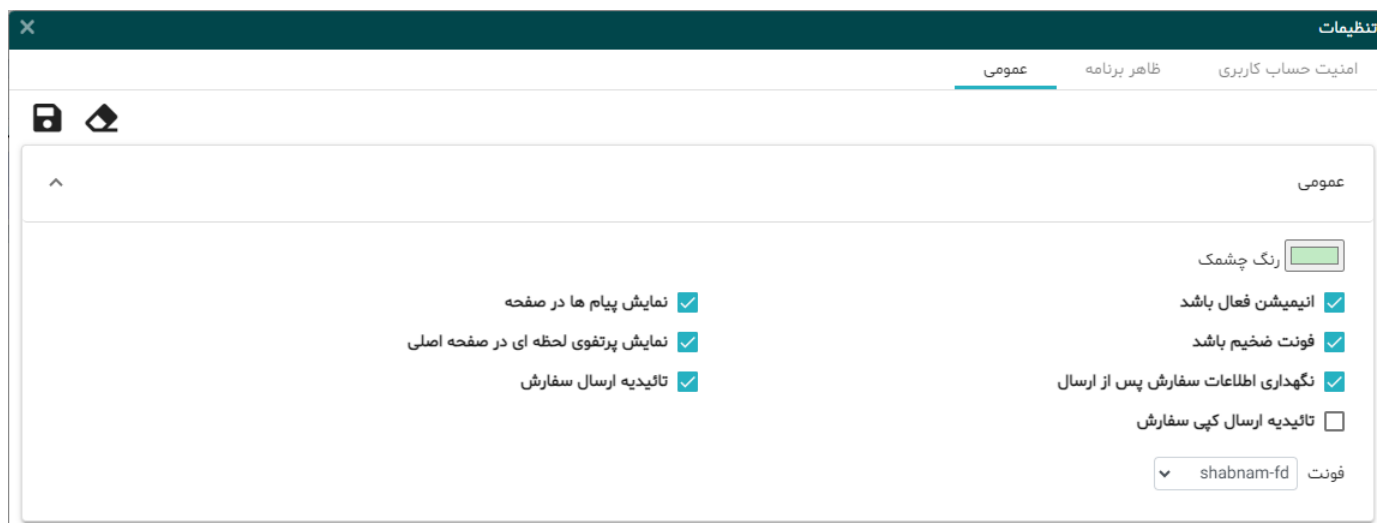 تنظیمات
امنیت حساب کاربری ظاهر برنامه عمومی
عمومی
رنگ چشمک
انیمیشن فعال باشد نمایش پیام ها در صفحه
فونت ضخیم باشد نمایش پرتفوی لحظه ای در صفحه اصلی
نگهداری اطلاعات سفارش پس از ارسال تائیدیه ارسال سفارش
تائیدیه ارسال کپی سفارش
فونت shabnam-fd